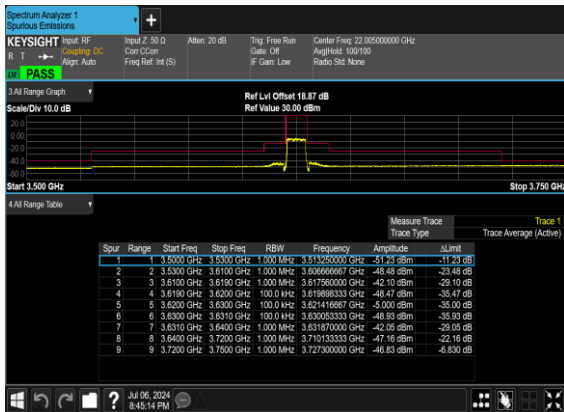 Spectrum Analyzer 1
Spurious Emissions
KEYSIGHT Input: RF Input Z: 50 Ω Atten: 20 dB Trig: Free Run Center Freq: 22.005000000 GHz
R T Coupling: DC Corr CCorr Gate: Off Avg|Hold: 100/100
Align: Auto Freq Ref: Int (S) IF Gain: Low Radio Std: None
PASS
3 All Range Graph
Ref Lvl Offset 18.87 dB
Scale/Div 10.0 dB Ref Value 30.00 dBm
20.0
0.00
-20.0
-40.0
-60.0
Start 3.500 GHz Stop 3.750 GHz
4 All Range Table
Measure Trace Trace 1
Trace Type Trace Average (Active)
Spur Range Start Freq Stop Freq RBW Frequency Amplitude ΔLimit
1 1 3.5000 GHz 3.5300 GHz 1.000 MHz 3.513250000 GHz -51.23 dBm -11.23 dB
2 2 3.5300 GHz 3.6100 GHz 1.000 MHz 3.606666667 GHz -48.48 dBm -23.48 dB
3 3 3.6100 GHz 3.6190 GHz 1.000 MHz 3.617560000 GHz -42.10 dBm -29.10 dB
4 4 3.6190 GHz 3.6200 GHz 100.0 kHz 3.619898333 GHz -48.47 dBm -35.47 dB
5 5 3.6200 GHz 3.6300 GHz 100.0 kHz 3.621416667 GHz -5.000 dBm -35.00 dB
6 6 3.6300 GHz 3.6310 GHz 100.0 kHz 3.630053333 GHz -48.93 dBm -35.93 dB
7 7 3.6310 GHz 3.6400 GHz 1.000 MHz 3.631870000 GHz -42.05 dBm -29.05 dB
8 8 3.6400 GHz 3.7200 GHz 1.000 MHz 3.710133333 GHz -47.16 dBm -22.16 dB
9 9 3.7200 GHz 3.7500 GHz 1.000 MHz 3.727300000 GHz -46.83 dBm -6.830 dB
Jul 06, 2024
8:45:14 PM